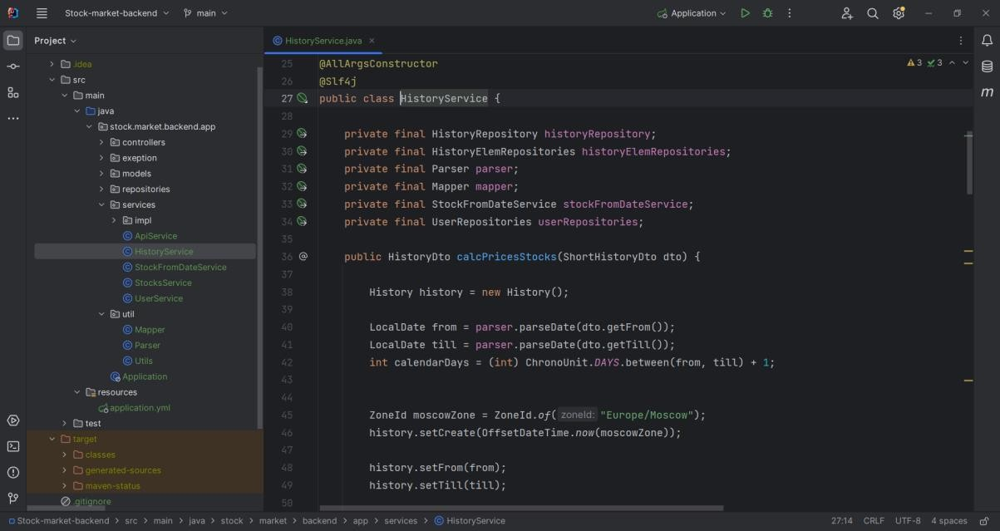 Stock-market-backend main Application
Project
HistoryService.java
.idea
src
main
java
stock.market.backend.app
controllers
exeption
models
repositories
services
impl
ApiService
HistoryService
StockFromDateService
StocksService
UserService
util
Mapper
Parser
Utils
Application
resources
application.yml
test
target
classes
generated-sources
maven-status
.gitignore
3 3
25 @AllArgsConstructor
26 @Slf4j
27 public class HistoryService {
28
29 private final HistoryRepository historyRepository;
30 private final HistoryElemRepositories historyElemRepositories;
31 private final Parser parser;
32 private final Mapper mapper;
33 private final StockFromDateService stockFromDateService;
34 private final UserRepositories userRepositories;
35
36 @ public HistoryDto calcPricesStocks(ShortHistoryDto dto) {
37
38 History history = new History();
39
40 LocalDate from = parser.parseDate(dto.getFrom());
41 LocalDate till = parser.parseDate(dto.getTill());
42 int calendarDays = (int) ChronoUnit.DAYS.between(from, till) + 1;
43
44
45 ZoneId moscowZone = ZoneId.of( zoneId: "Europe/Moscow");
46 history.setCreate(OffsetDateTime.now(moscowZone));
47
48 history.setFrom(from);
49 history.setTill(till);
50
m
Stock-market-backend > src > main > java > stock > market > backend > app > services > HistoryService
27:14 CRLF UTF-8 4 spaces